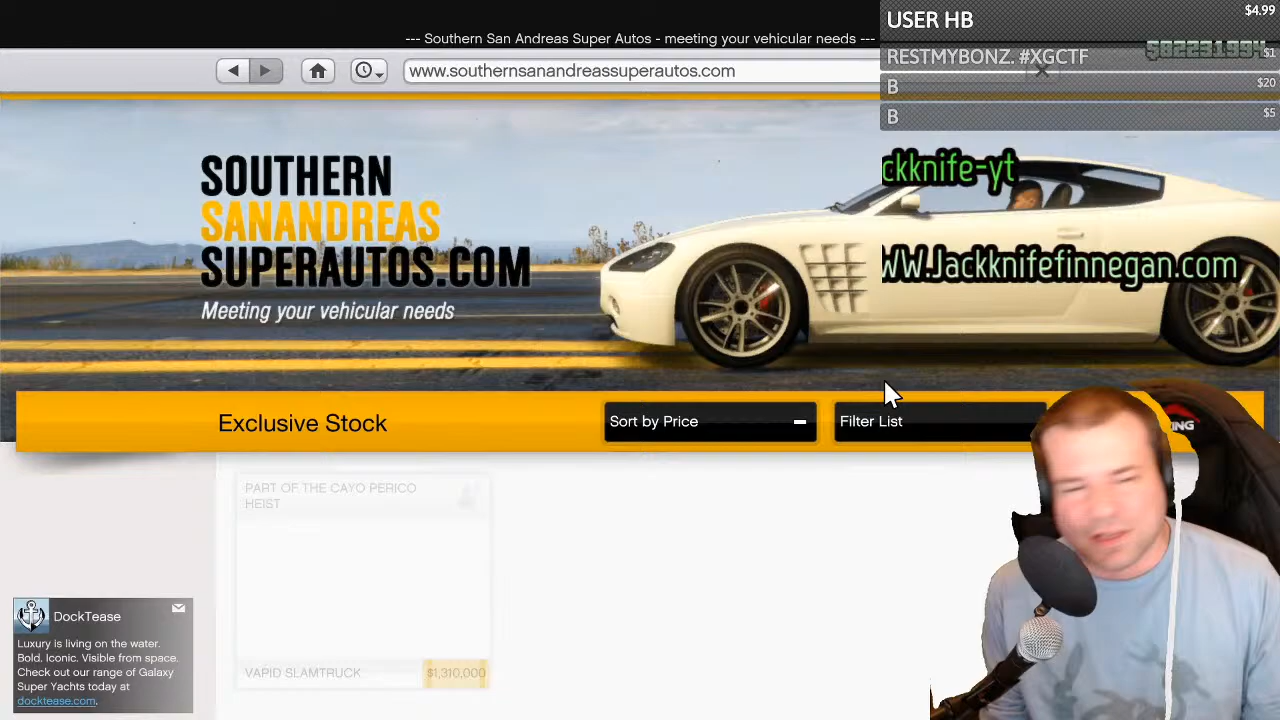 --- Southern San Andreas Super Autos - meeting your vehicular needs ---
www.southernsanandreassuperautos.com
$4.99
USER HB
RESTMYBONZ. #XGCTF
$1
B
$20
B
$5
ckknife-yt
WW.Jackknifefinnegan.com
SOUTHERN
SANANDREAS
SUPERAUTOS.COM
Meeting your vehicular needs
Exclusive Stock
Sort by Price
Filter List
ING
PART OF THE CAYO PERICO
HEIST
VAPID SLAMTRUCK
$1,310,000
DockTease
Luxury is living on the water.
Bold. Iconic. Visible from space.
Check out our range of Galaxy
Super Yachts today at
docktease.com.